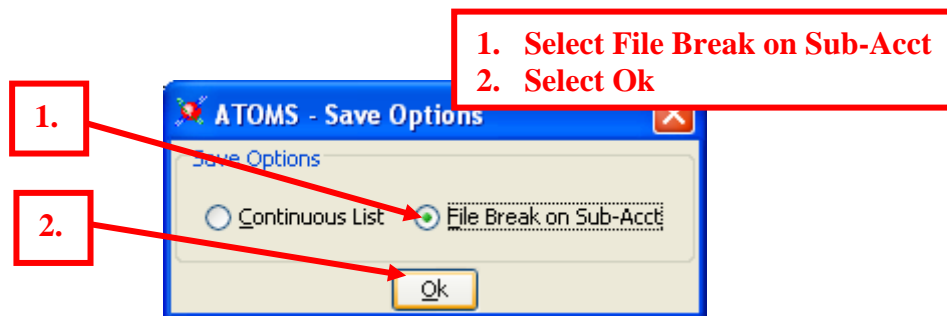 1. Select File Break on Sub-Acct
2. Select Ok
1.
ATOMS - Save Options
Save Options
Continuous List File Break on Sub-Acct
2.
Ok